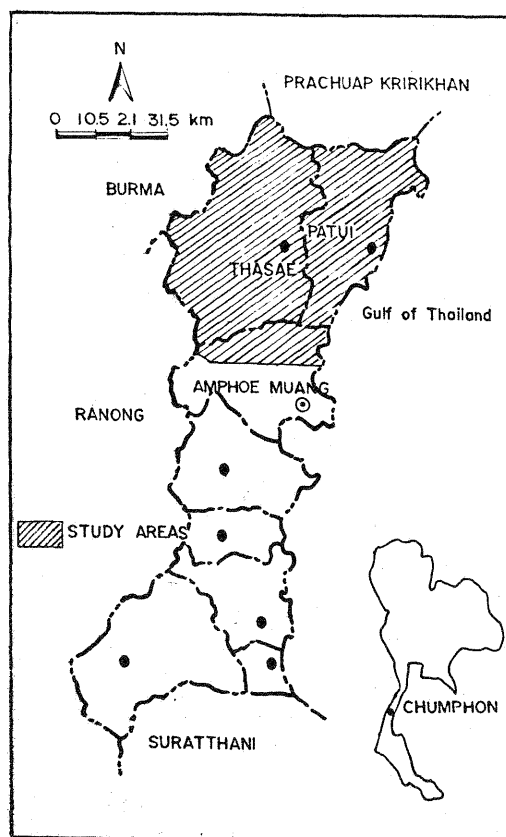 N
PRACHUAP KRIRIKHAN
0 10.5 2.1 31.5 km
BURMA
PATUI
THASAE
Gulf of Thailand
AMPHOE MUANG
RANONG
STUDY AREAS
CHUMPHON
SURATTHANI